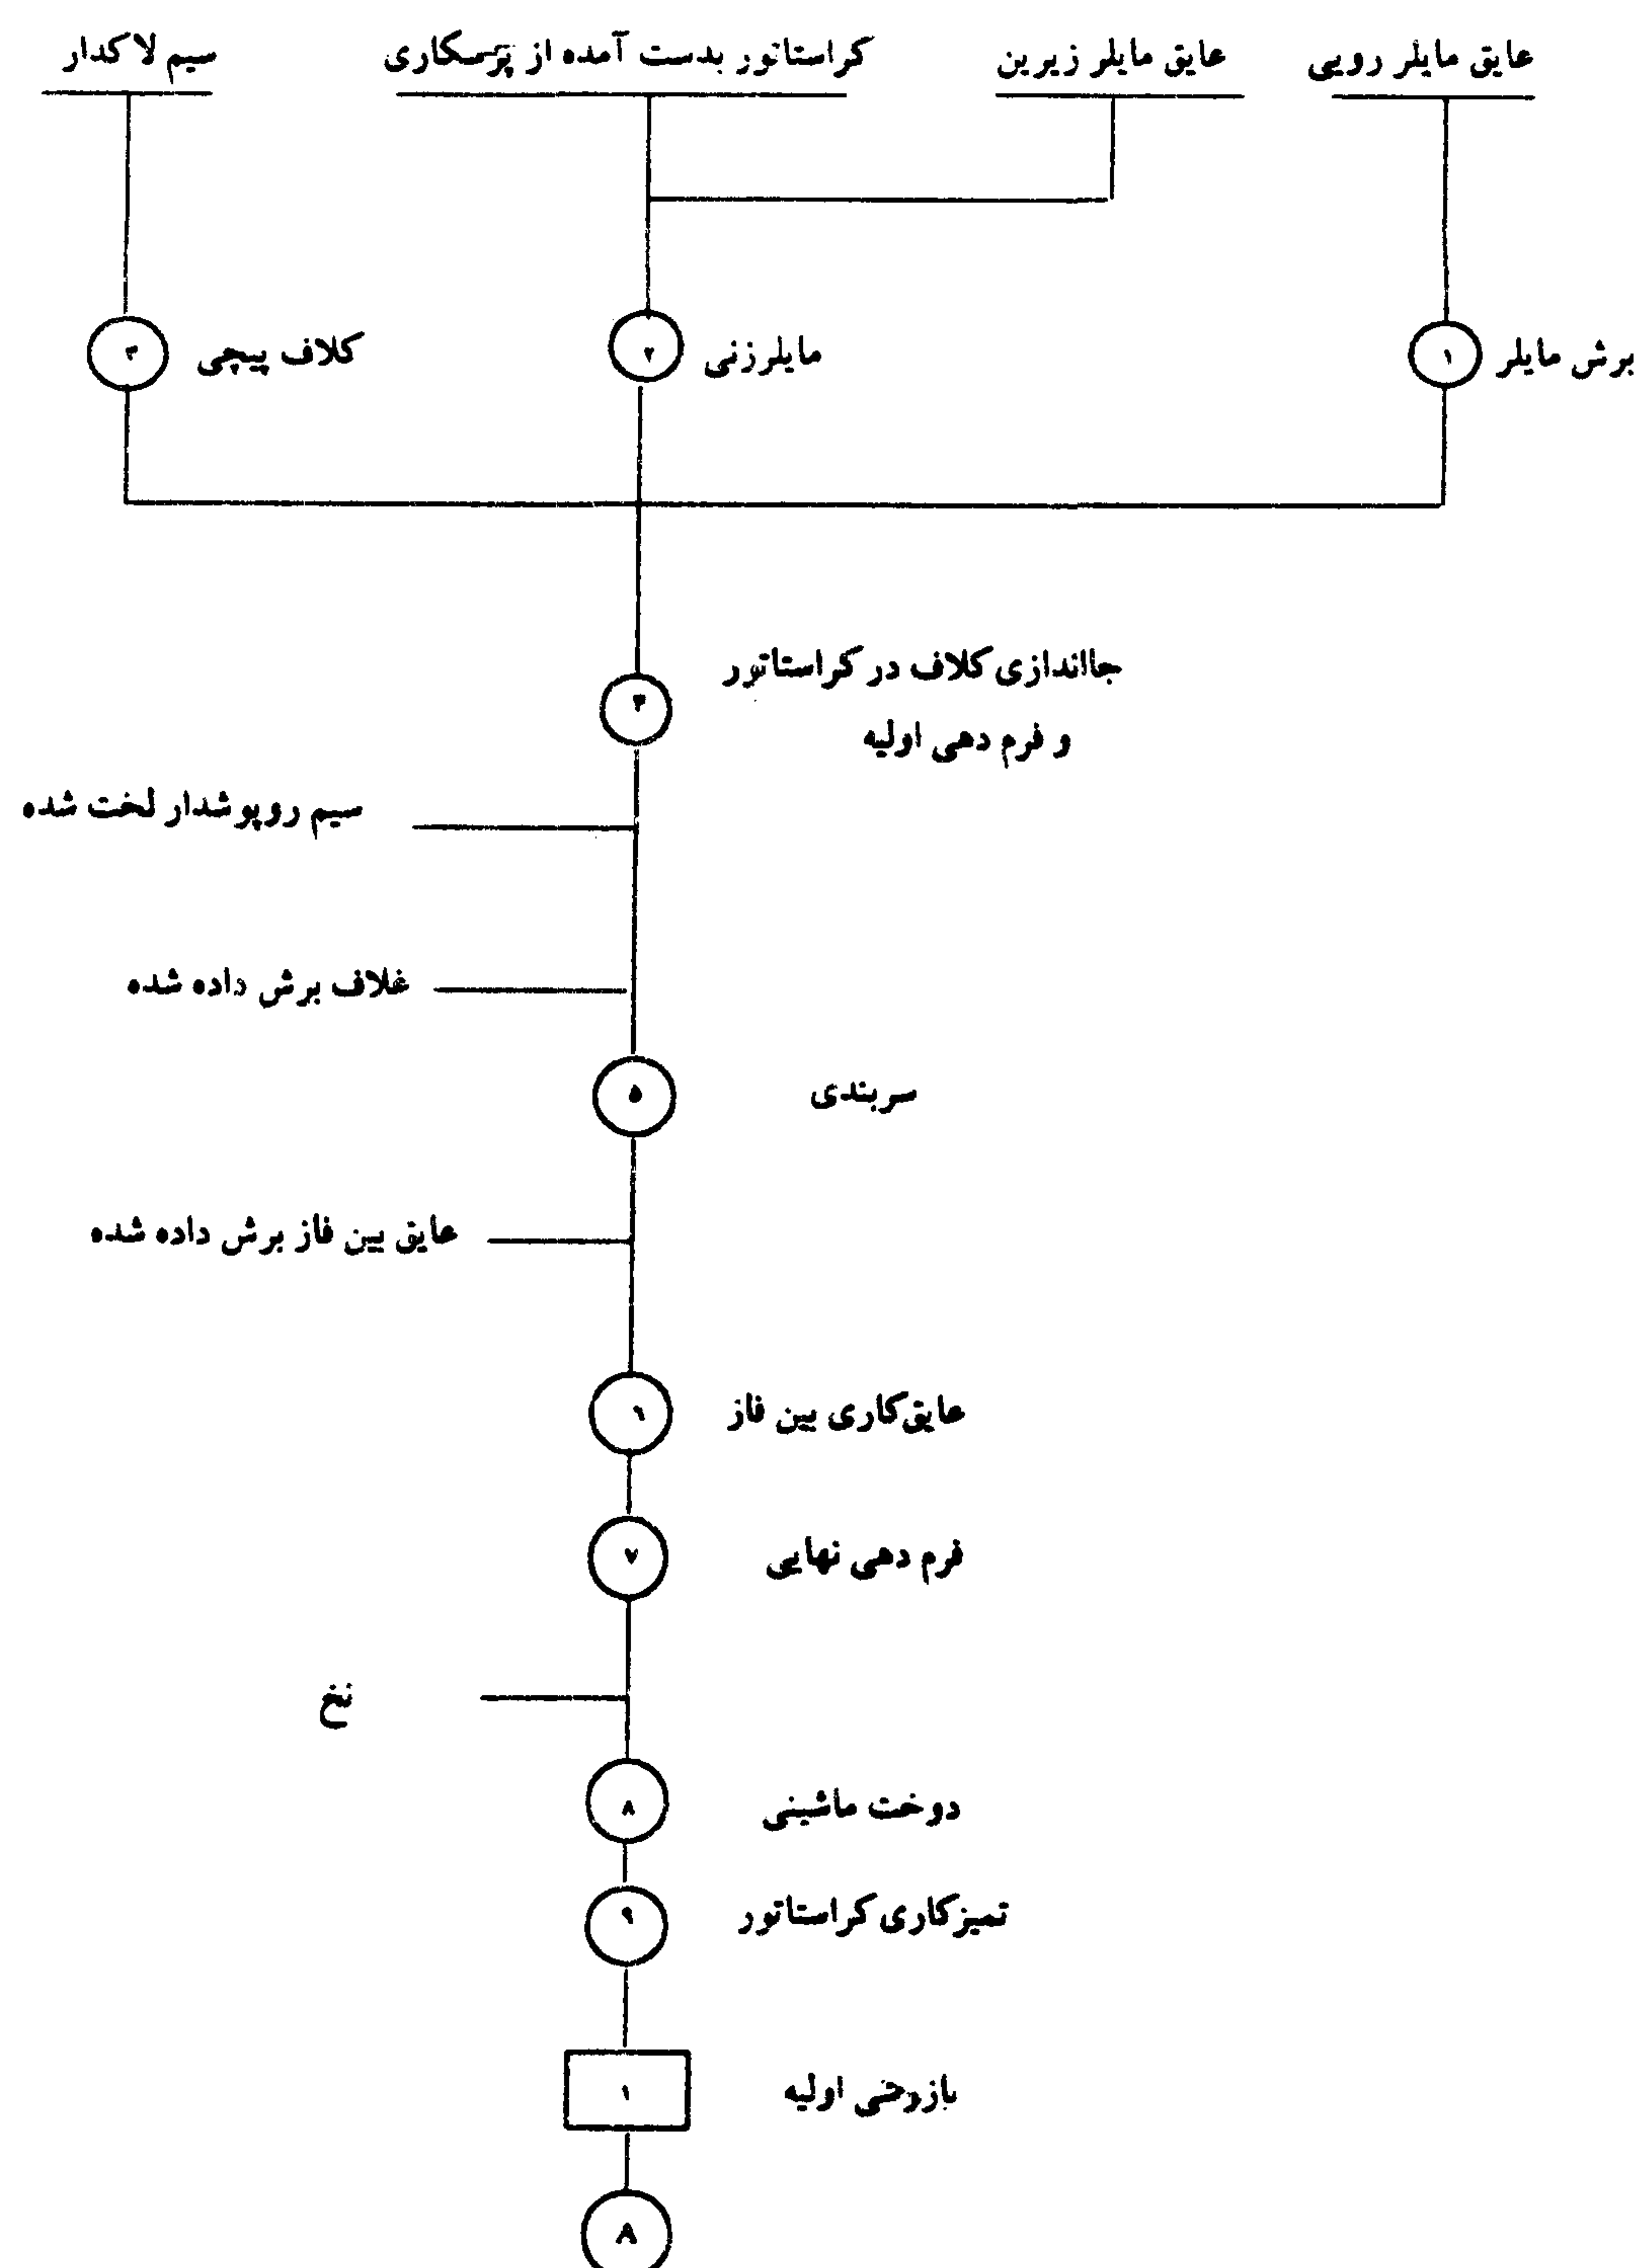 عایق مایلر رویی
عایق مایلر زیرین
کراستاتور بدست آمده از پرسکاری
سیم لاکدار
برش مایلر
۱
مایلرزنی
۲
کلاف پیچی
۳
جااندازی کلاف در کراستاتور
و فرم دهی اولیه
۴
سیم روپوشدار لخت شده
غلاف برش داده شده
سربندی
۵
عایق بین فاز برش داده شده
عایق‌کاری بین فاز
۶
فرم دهی نهایی
۷
نخ
دوخت ماشینی
۸
تمیزکاری کراستاتور
۹
بازرسی اولیه
۱
A